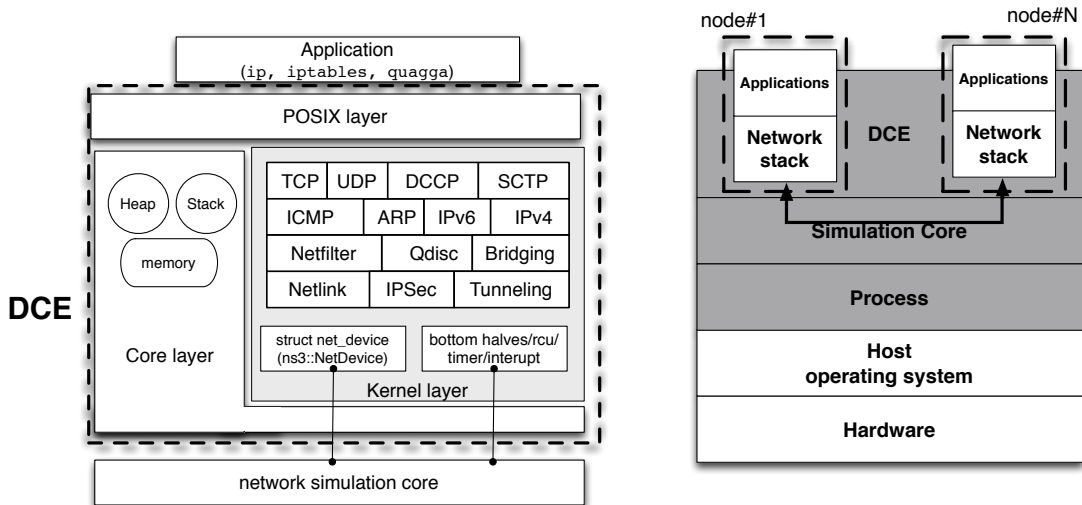 Application
(ip, iptables, quagga)
POSIX layer
DCE
Heap
Stack
memory
Core layer
TCP
UDP
DCCP
SCTP
ICMP
ARP
IPv6
IPv4
Netfilter
Qdisc
Bridging
Netlink
IPSec
Tunneling
struct net_device
(ns3::NetDevice)
bottom halves/rcu/
timer/interupt
Kernel layer
network simulation core
node#1
node#N
Applications
Network
stack
DCE
Applications
Network
stack
Simulation Core
Process
Host
operating system
Hardware